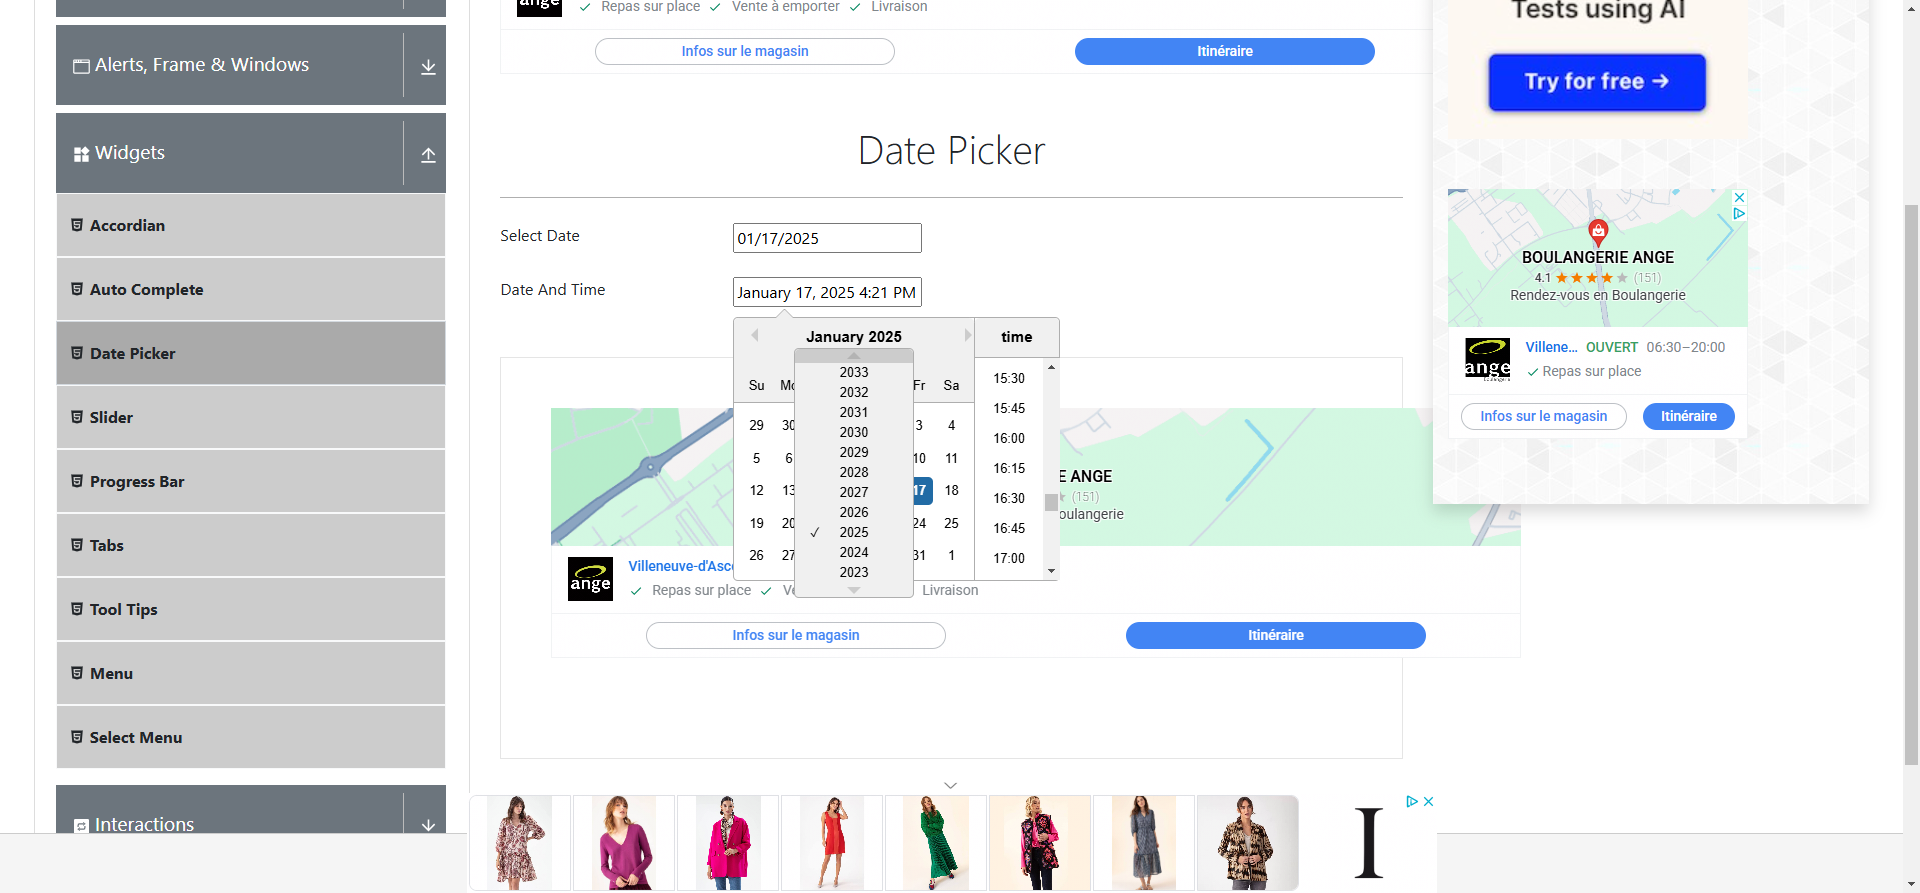 ange
Repas sur place
Vente à emporter
Livraison
Infos sur le magasin
Itinéraire
Tests using AI
Try for free →
Alerts, Frame & Windows
Widgets
Accordian
Auto Complete
Date Picker
Slider
Progress Bar
Tabs
Tool Tips
Menu
Select Menu
Interactions
Date Picker
Select Date
01/17/2025
Date And Time
January 17, 2025 4:21 PM
January 2025
time
Su Mo Fr Sa
29 30 3 4
5 6 10 11
12 13 17 18
19 20 24 25
26 27 31 1
2033
2032
2031
2030
2029
2028
2027
2026
✓ 2025
2024
2023
15:30
15:45
16:00
16:15
16:30
16:45
17:00
E ANGE
(151)
oulangerie
ange
Villeneuve-d'Asc
Repas sur place
Ve
Livraison
Infos sur le magasin
Itinéraire
BOULANGERIE ANGE
4.1 (151)
Rendez-vous en Boulangerie
ange
Villene... OUVERT 06:30–20:00
Repas sur place
Infos sur le magasin
Itinéraire
I